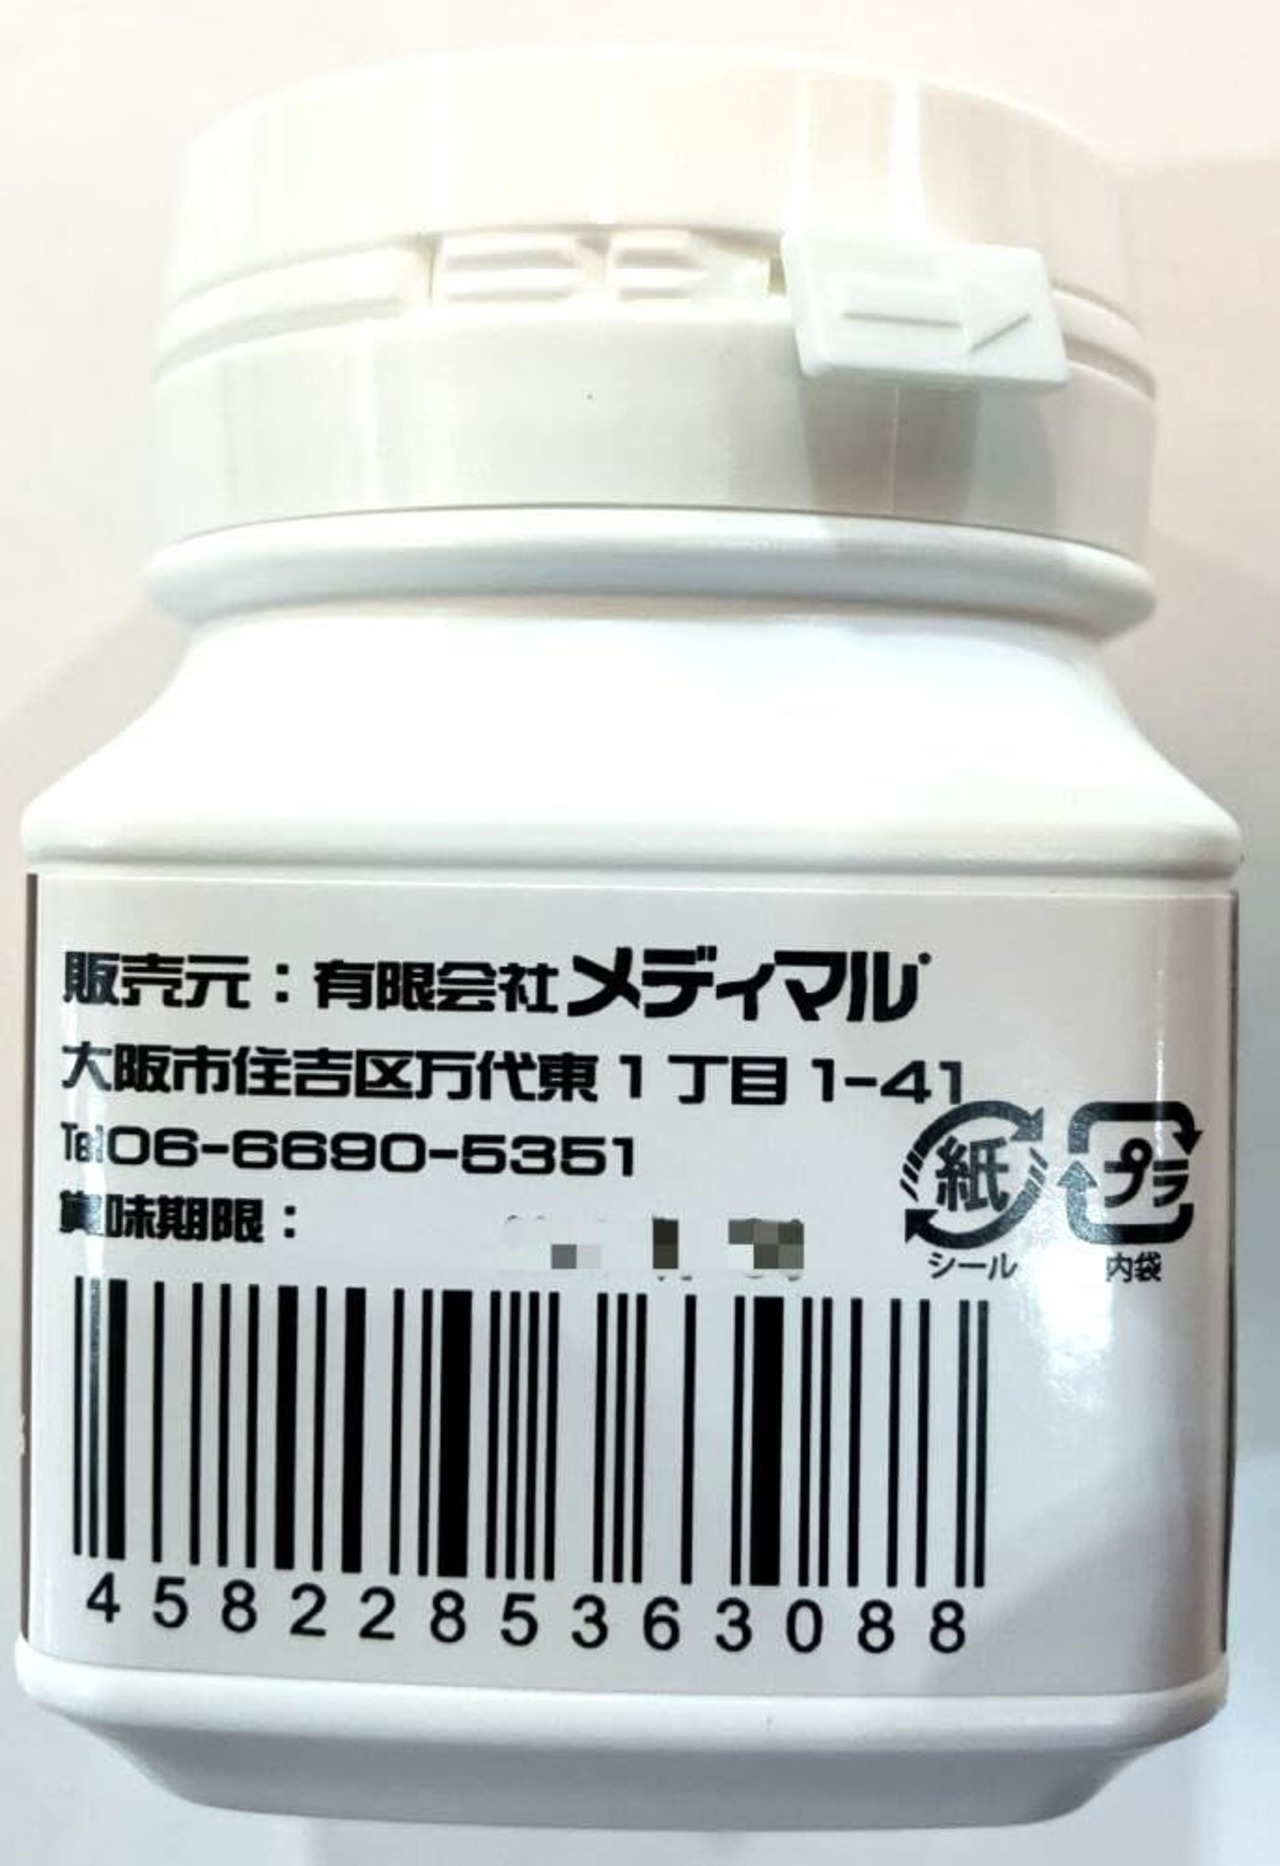 販売元：有限会社メディマル
大阪市住吉区万代東1丁目1-41
Tel06-6690-5351
賞味期限：
紙
シール
プラ
内袋
4582285363088